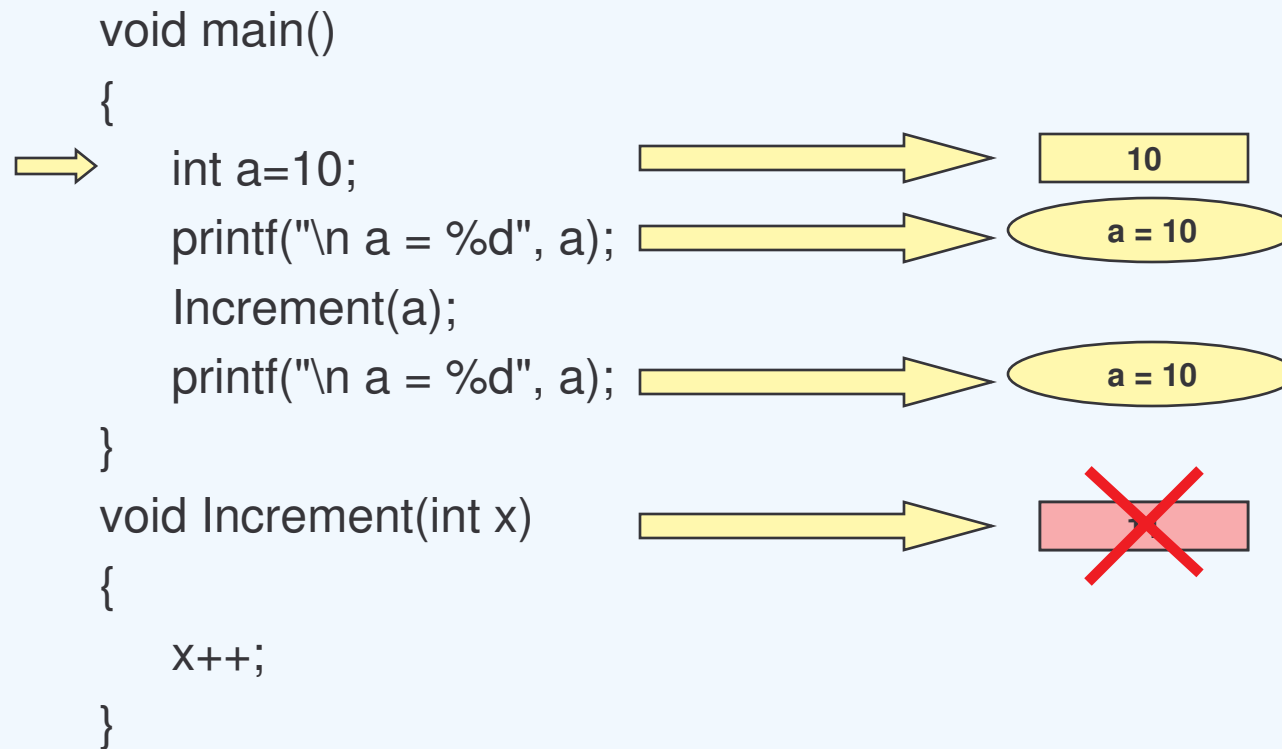 void main()
{
int a=10; 10
printf("\n a = %d", a); a = 10
Increment(a);
printf("\n a = %d", a); a = 10
}
void Increment(int x)
{
x++;
}